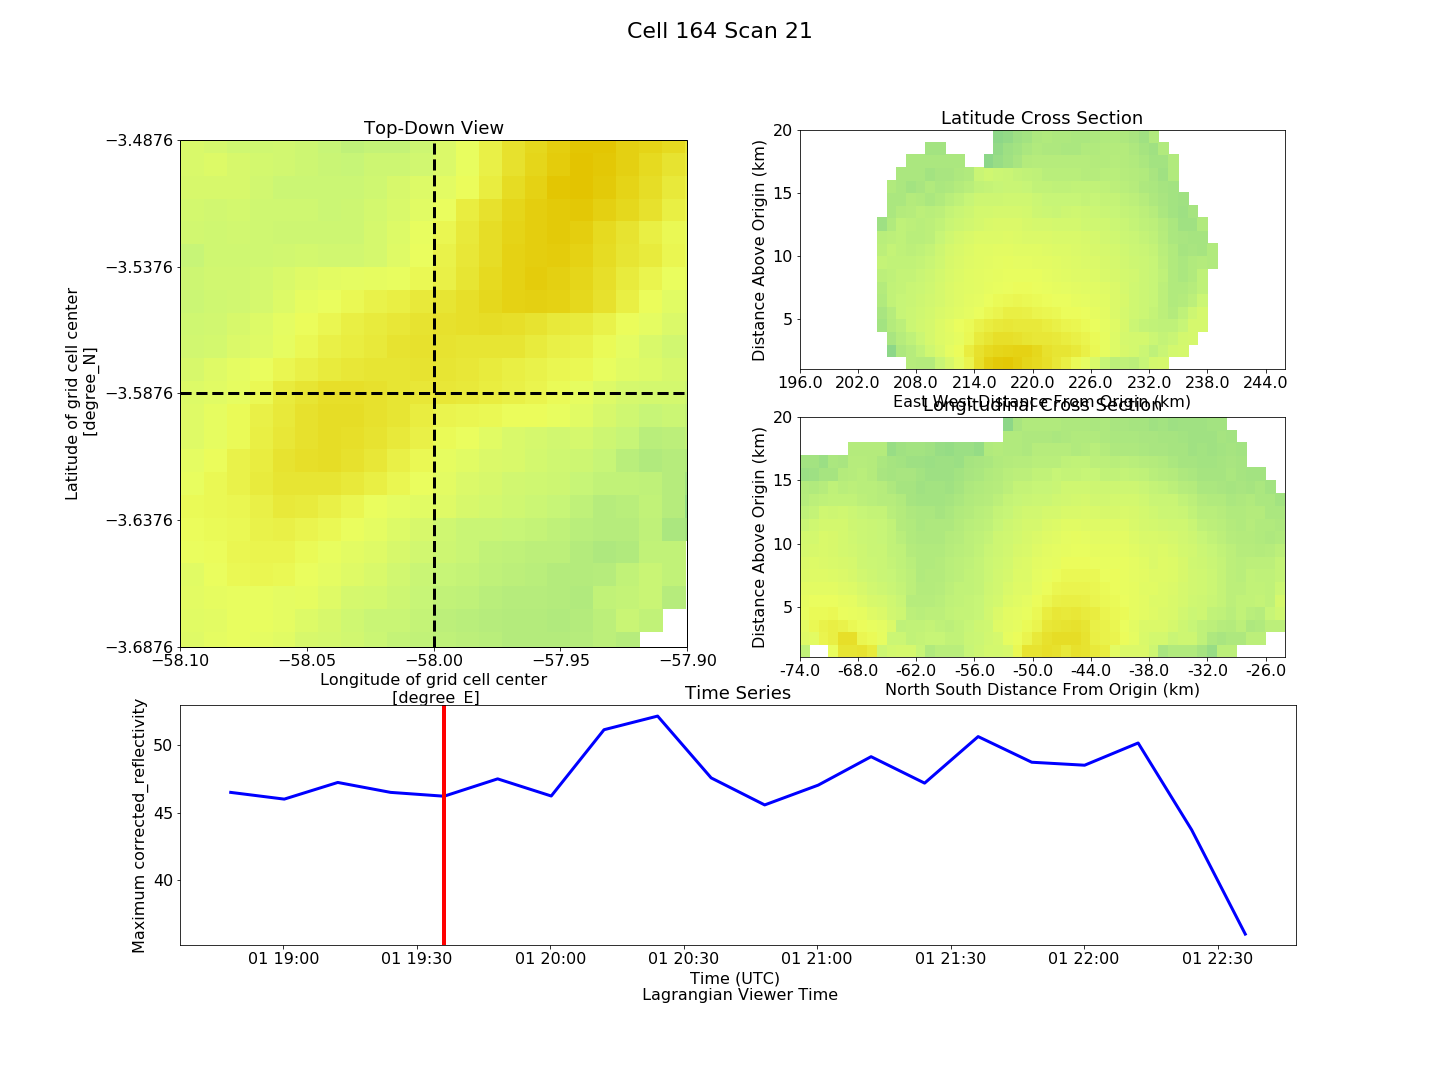 Cell 164 Scan 21
Top-Down View
−3.4876
−3.5376
−3.5876
−3.6376
−3.6876
Latitude of grid cell center
[degree_N]
−58.10 −58.05 −58.00 −57.95 −57.90
Longitude of grid cell center
[degree_E]
Latitude Cross Section
20
15
10
5
Distance Above Origin (km)
196.0 202.0 208.0 214.0 220.0 226.0 232.0 238.0 244.0
East West Distance From Origin (km)
Longitudinal Cross Section
20
15
10
5
Distance Above Origin (km)
-74.0 -68.0 -62.0 -56.0 -50.0 -44.0 -38.0 -32.0 -26.0
North South Distance From Origin (km)
Time Series
50
45
40
Maximum corrected_reflectivity
01 19:00 01 19:30 01 20:00 01 20:30 01 21:00 01 21:30 01 22:00 01 22:30
Time (UTC)
Lagrangian Viewer Time